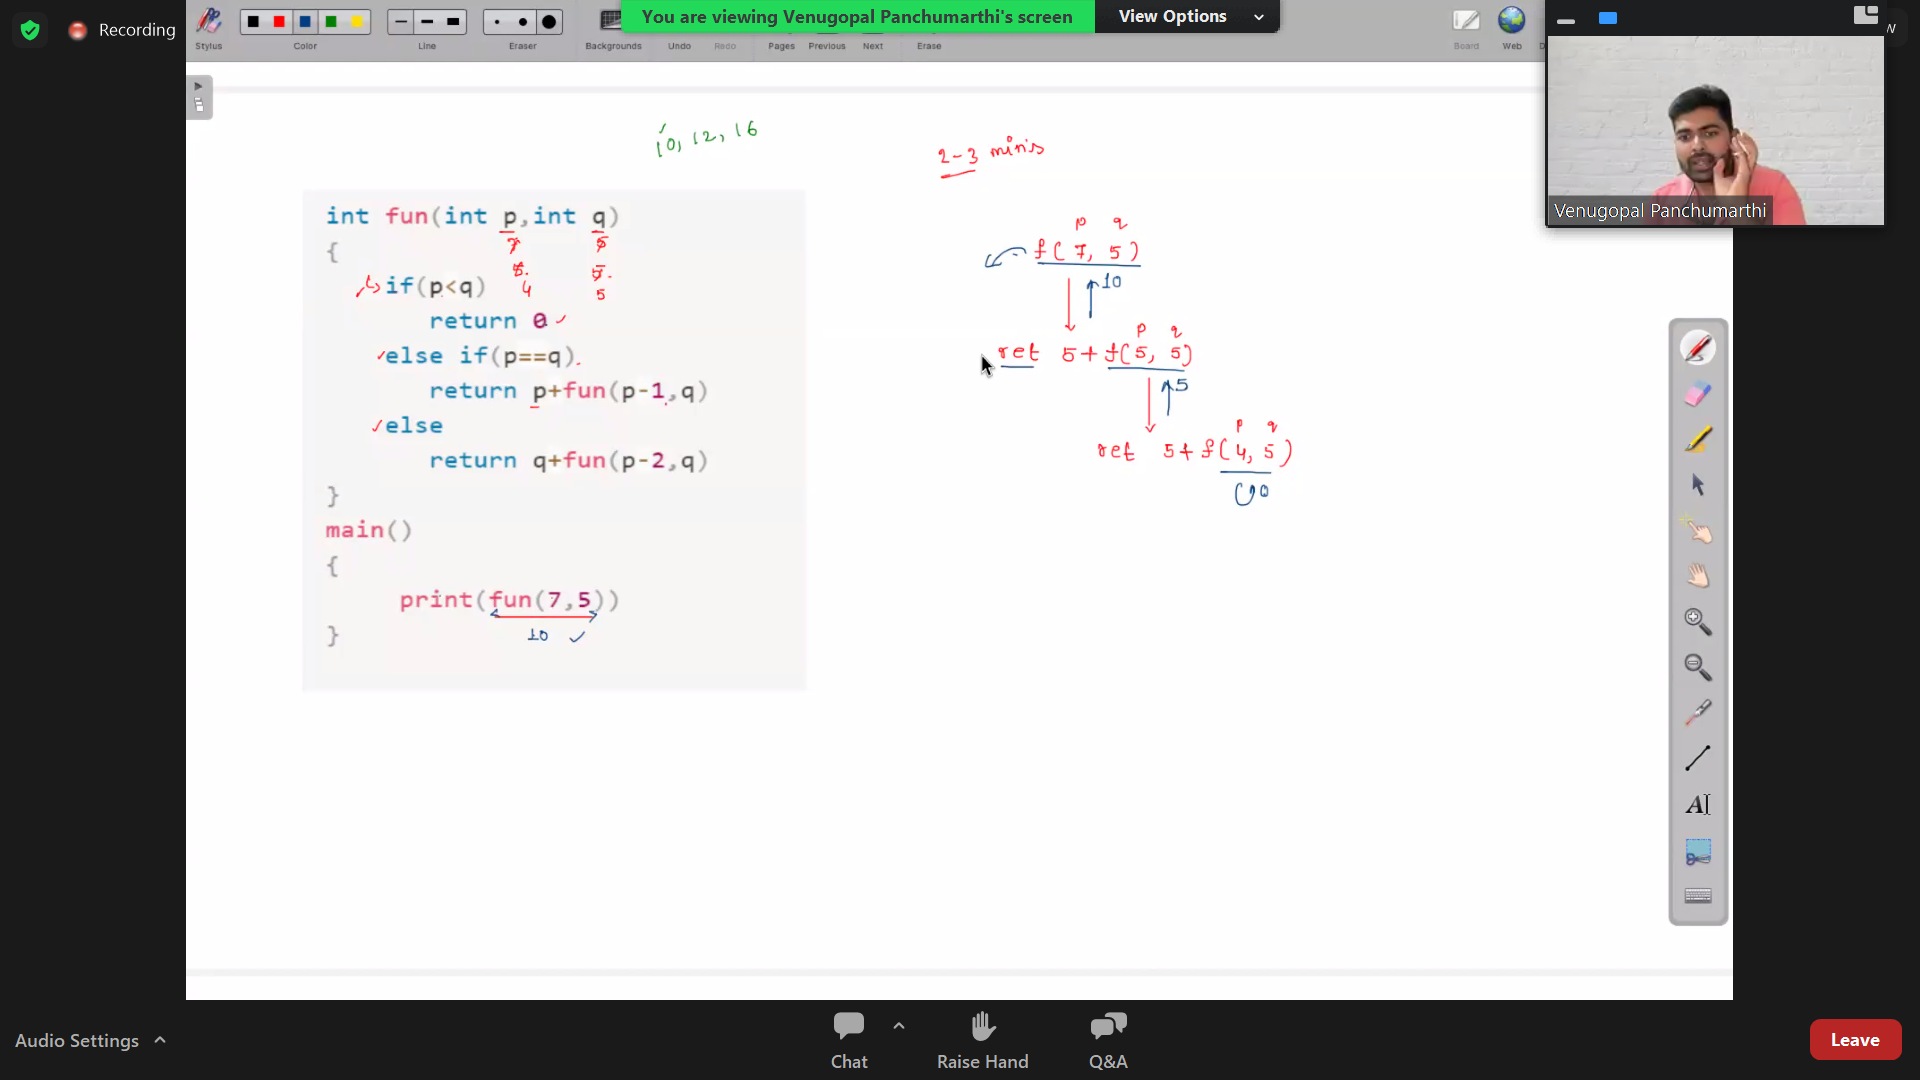 Recording
Stylus
Color
Line
Eraser
Backgrounds
Undo
Redo
Pages
Previous
Next
Erase
You are viewing Venugopal Panchumarthi's screen
View Options
Board
Web
Venugopal Panchumarthi
10, 12, 16
2-3 mins
int fun(int p,int q)
7 5
{
5 5
if(p<q)
4 5
return 0
else if(p==q).
return p+fun(p-1,q)
else
return q+fun(p-2,q)
}
main()
{
print(fun(7,5))
10
}
p q
f( 7, 5 )
10
p q
ret 5+ f(5, 5)
5
p q
ret 5+ f( 4, 5 )
0
A
Audio Settings
Chat
Raise Hand
Q&A
Leave